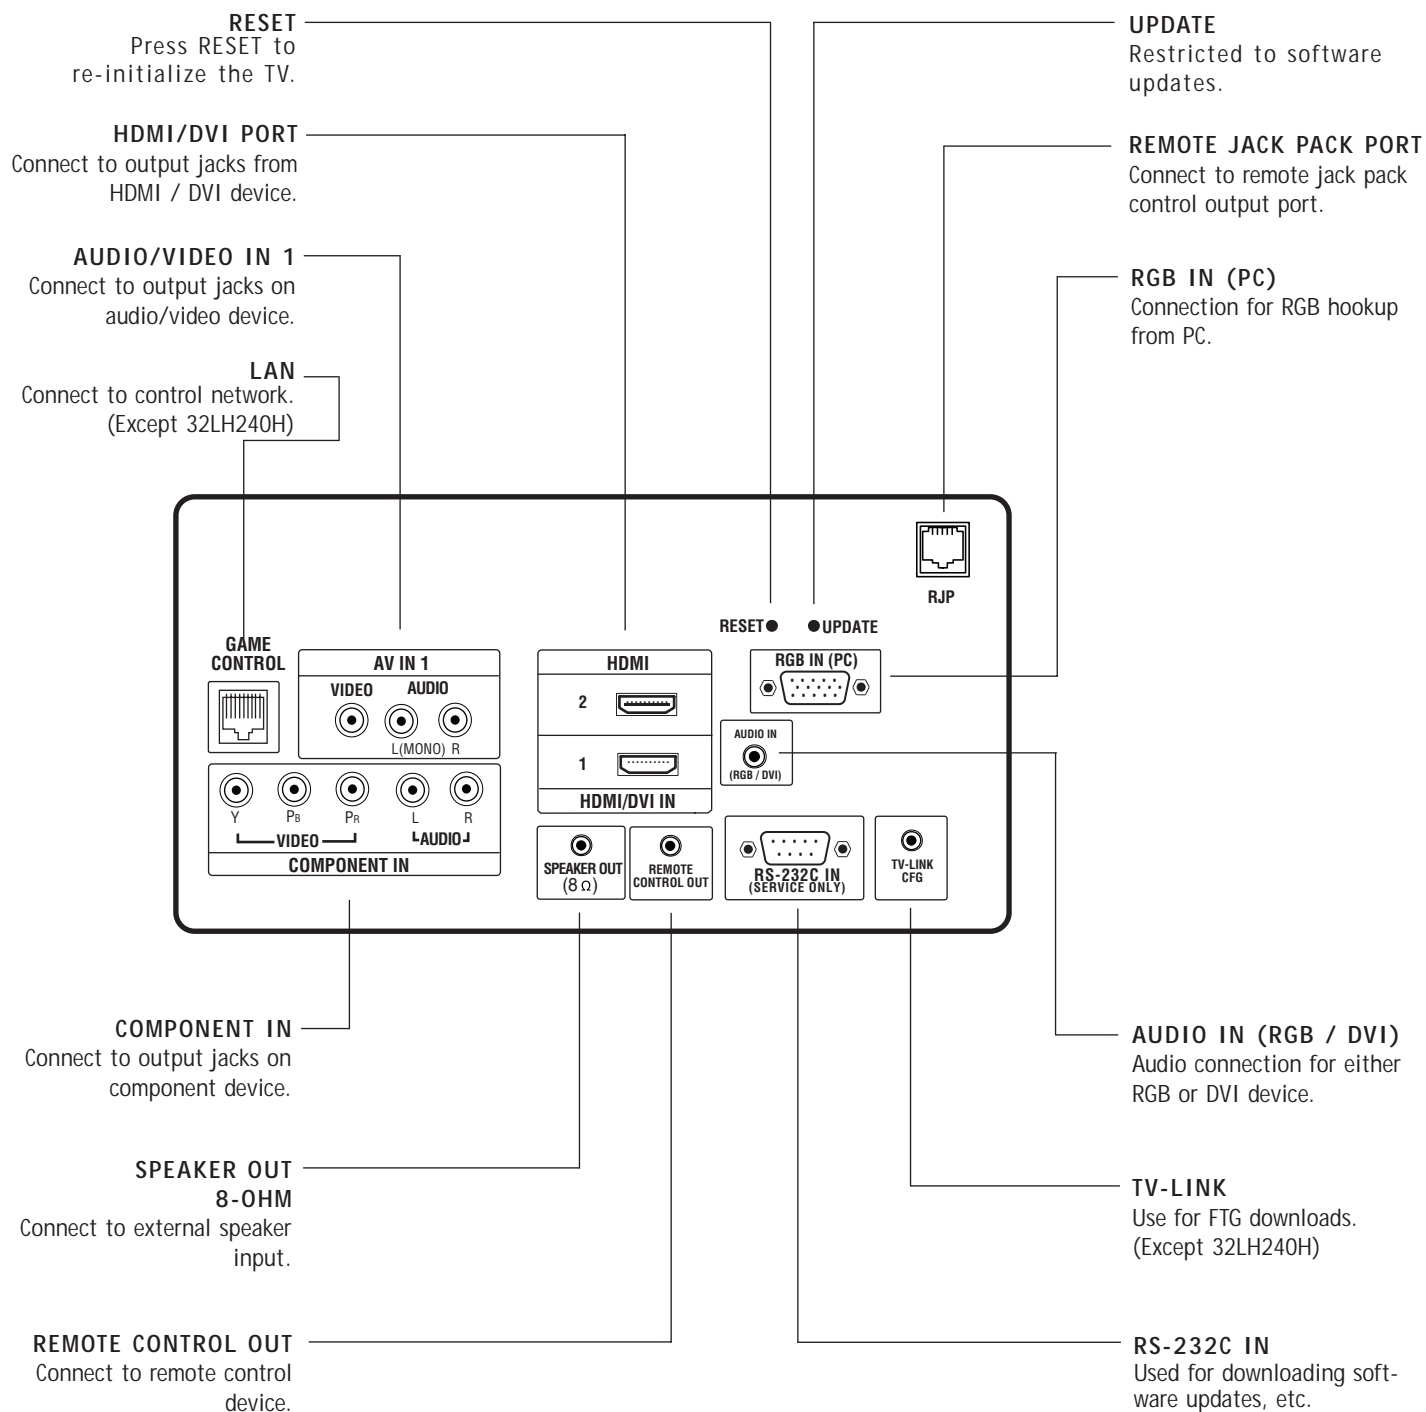 RESET
Press RESET to
re-initialize the TV.
HDMI/DVI PORT
Connect to output jacks from
HDMI / DVI device.
AUDIO/VIDEO IN 1
Connect to output jacks on
audio/video device.
LAN
Connect to control network.
(Except 32LH240H)
UPDATE
Restricted to software
updates.
REMOTE JACK PACK PORT
Connect to remote jack pack
control output port.
RGB IN (PC)
Connection for RGB hookup
from PC.
RJP
RESET
UPDATE
GAME
CONTROL
AV IN 1
VIDEO AUDIO
L(MONO) R
HDMI
2
1
HDMI/DVI IN
RGB IN (PC)
AUDIO IN
(RGB / DVI)
Y PB PR L R
VIDEO AUDIO
COMPONENT IN
SPEAKER OUT
(8 Ω)
REMOTE
CONTROL OUT
RS-232C IN
(SERVICE ONLY)
TV-LINK
CFG
COMPONENT IN
Connect to output jacks on
component device.
SPEAKER OUT
8-OHM
Connect to external speaker
input.
REMOTE CONTROL OUT
Connect to remote control
device.
AUDIO IN (RGB / DVI)
Audio connection for either
RGB or DVI device.
TV-LINK
Use for FTG downloads.
(Except 32LH240H)
RS-232C IN
Used for downloading soft-
ware updates, etc.